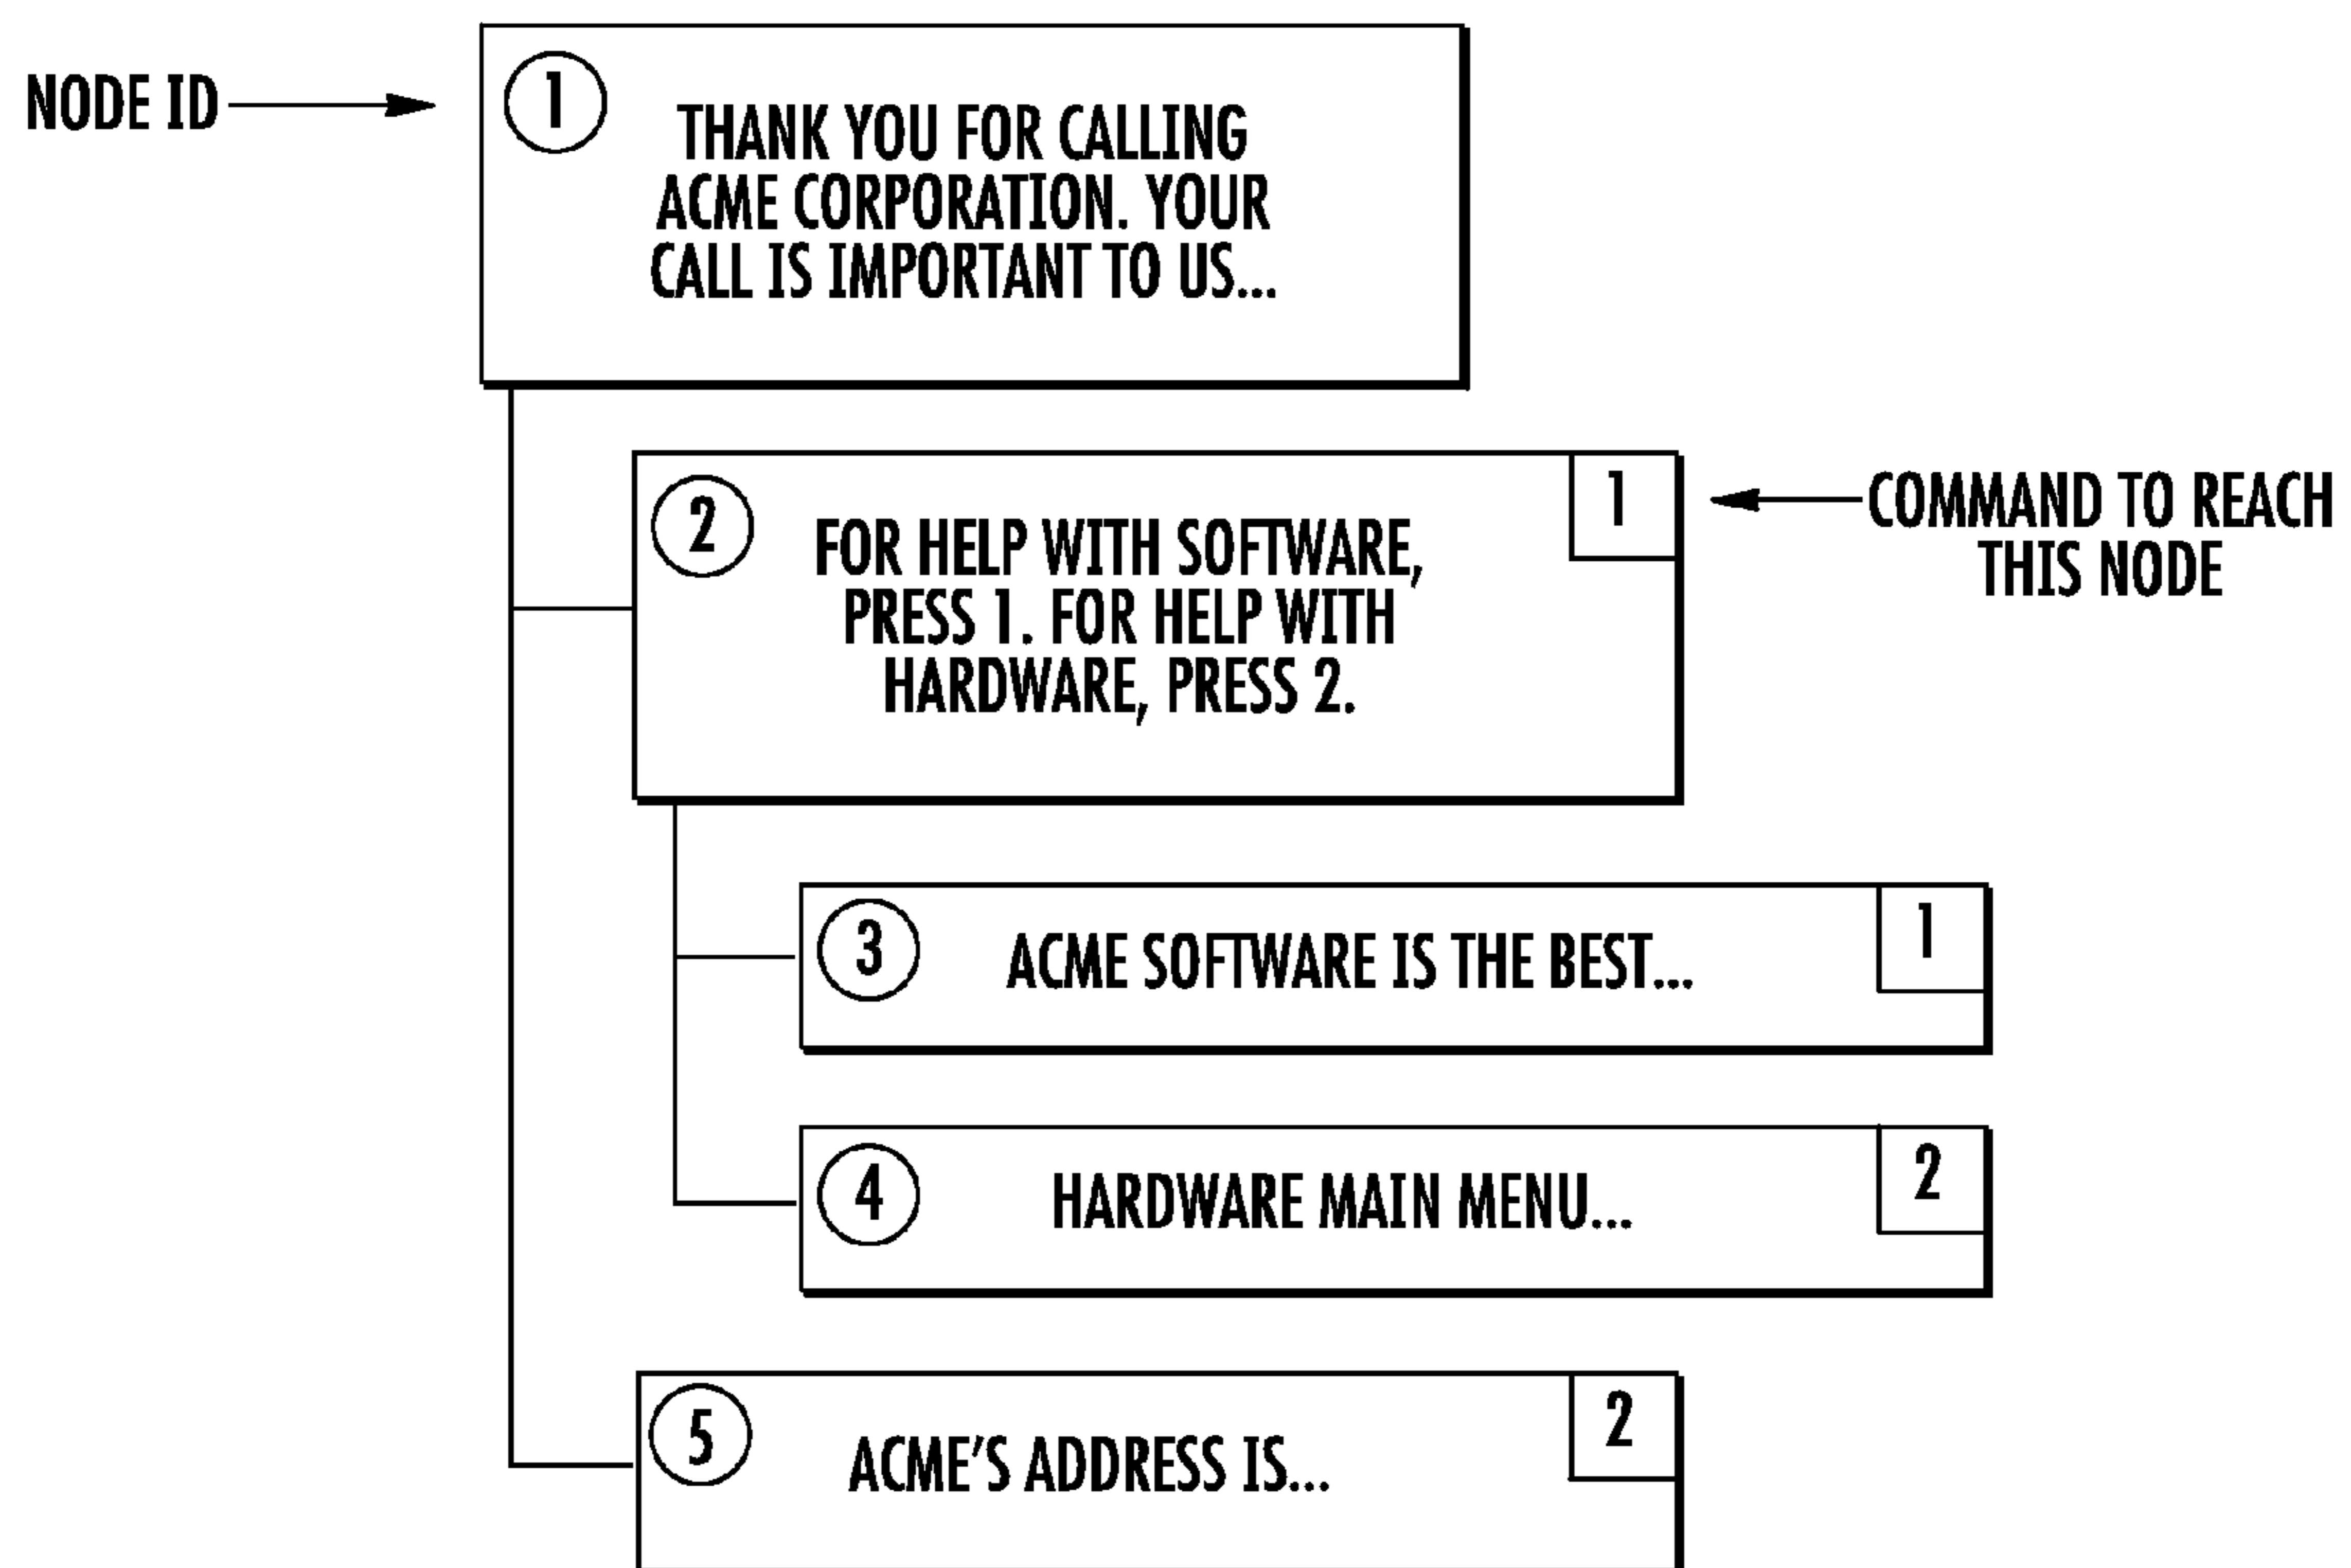 NODE ID
1
THANK YOU FOR CALLING
ACME CORPORATION. YOUR
CALL IS IMPORTANT TO US...
2
1
FOR HELP WITH SOFTWARE,
PRESS 1. FOR HELP WITH
HARDWARE, PRESS 2.
COMMAND TO REACH
THIS NODE
3
ACME SOFTWARE IS THE BEST...
1
4
HARDWARE MAIN MENU...
2
5
ACME'S ADDRESS IS...
2